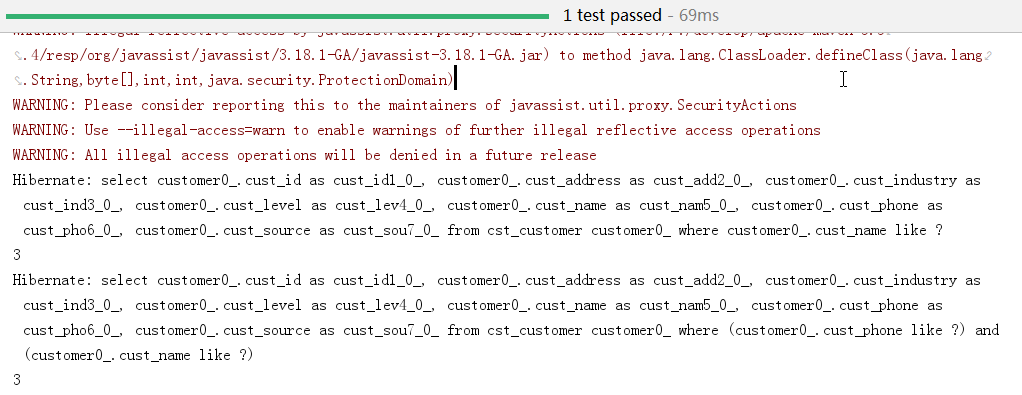 1 test passed - 69ms
.4/resp/org/javassist/javassist/3.18.1-GA/javassist-3.18.1-GA.jar) to method java.lang.ClassLoader.defineClass(java.lang
.String,byte[],int,int,java.security.ProtectionDomain)
WARNING: Please consider reporting this to the maintainers of javassist.util.proxy.SecurityActions
WARNING: Use --illegal-access=warn to enable warnings of further illegal reflective access operations
WARNING: All illegal access operations will be denied in a future release
Hibernate: select customer0_.cust_id as cust_id1_0_, customer0_.cust_address as cust_add2_0_, customer0_.cust_industry as
cust_ind3_0_, customer0_.cust_level as cust_lev4_0_, customer0_.cust_name as cust_nam5_0_, customer0_.cust_phone as
cust_pho6_0_, customer0_.cust_source as cust_sou7_0_ from cst_customer customer0_ where customer0_.cust_name like ?
3
Hibernate: select customer0_.cust_id as cust_id1_0_, customer0_.cust_address as cust_add2_0_, customer0_.cust_industry as
cust_ind3_0_, customer0_.cust_level as cust_lev4_0_, customer0_.cust_name as cust_nam5_0_, customer0_.cust_phone as
cust_pho6_0_, customer0_.cust_source as cust_sou7_0_ from cst_customer customer0_ where (customer0_.cust_phone like ?) and
(customer0_.cust_name like ?)
3